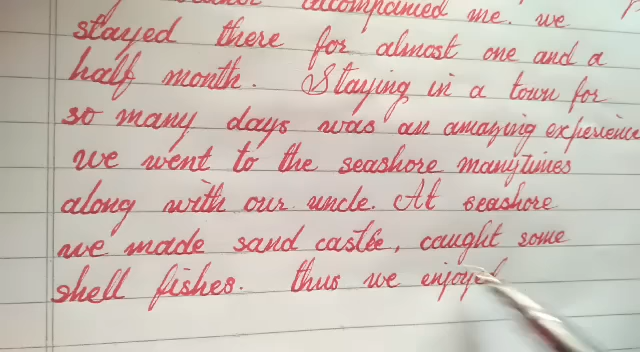 accompanied me. we
stayed there for almost one and a
half month. Staying in a town for
so many days was an amazing experience
we went to the seashore manytimes
along with our uncle. At seashore
we made sand castle, caught some
shell fishes. thus we enjoyed